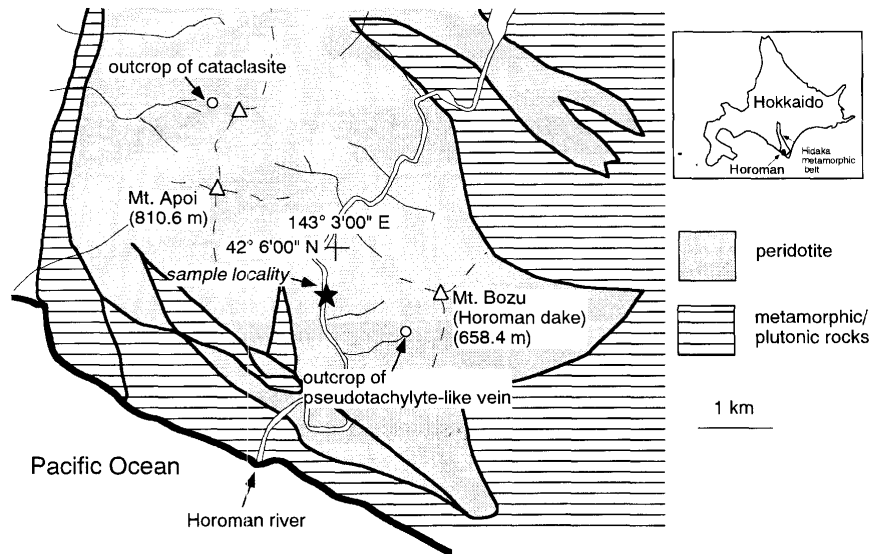 outcrop of cataclasite
Mt. Apoi
(810.6 m)
143° 3'00" E
42° 6'00" N
sample locality
Mt. Bozu
(Horoman dake)
(658.4 m)
outcrop of
pseudotachylyte-like vein
Pacific Ocean
Horoman river
Hokkaido
Horoman
Hidaka
metamorphic
belt
peridotite
metamorphic/
plutonic rocks
1 km